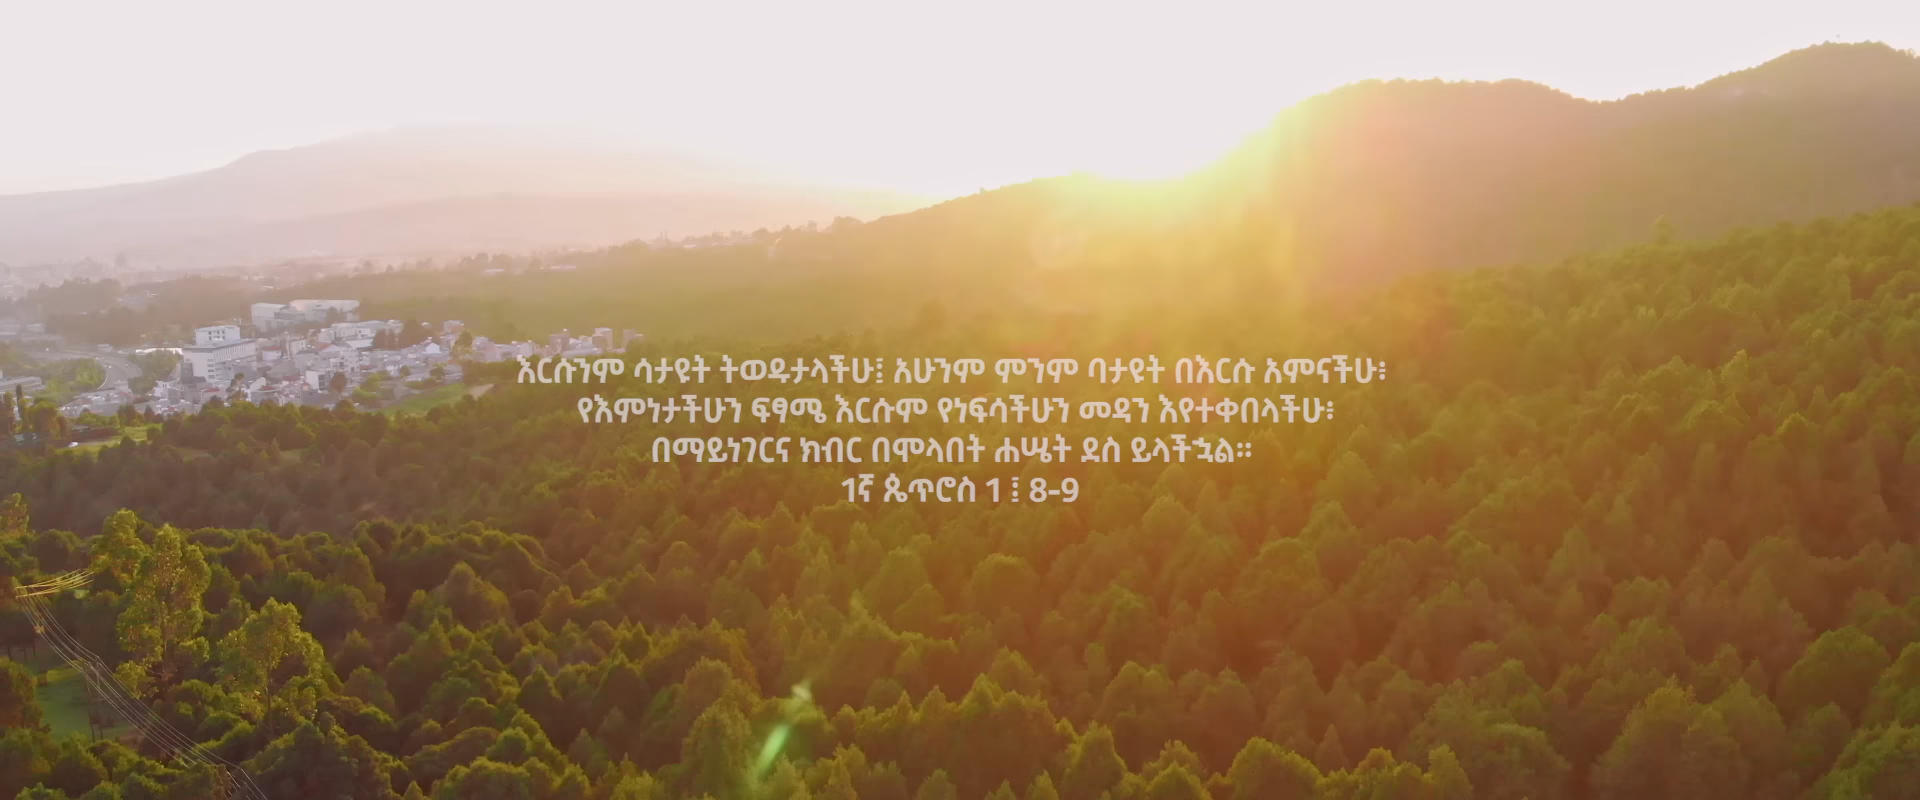 እርሱንም ሳታዩት ትወዱታላችሁ፤ አሁንም ምንም ባታዩት በእርሱ አምናችሁ፥
የእምነታችሁን ፍፃሜ እርሱም የነፍሳችሁን መዳን እየተቀበላችሁ፥
በማይነገርና ክብር በሞላበት ሐሤት ደስ ይላችኋል።
1ኛ ጴጥሮስ 1 ፤ 8-9